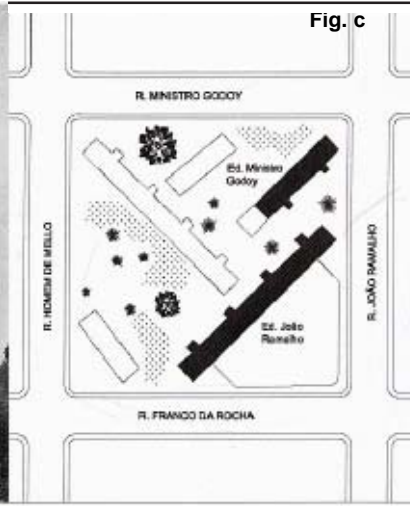 Fig. c
R. MINISTRO GODOY
Ed. Ministro
Godoy
R. HOMEM DE MELLO
R. JOÃO RAMALHO
Ed. João
Ramalho
R. FRANCO DA ROCHA